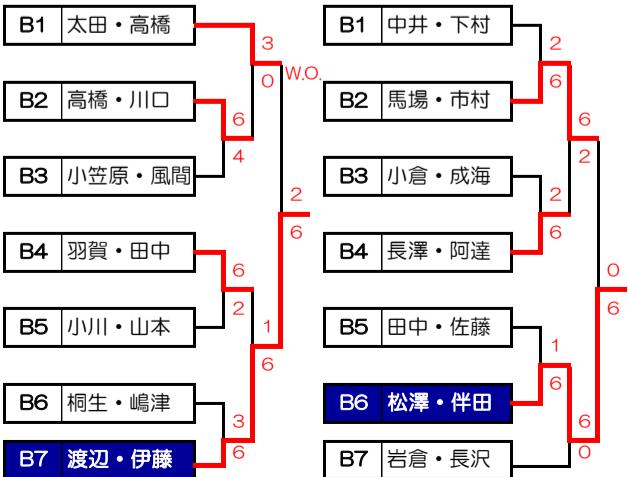 B1 太田・高橋
3
0 W.O.
B2 高橋・川口
6
4
B3 小笠原・風間
2
6
B4 羽賀・田中
6
2
B5 小川・山本
1
6
B6 桐生・嶋津
3
6
B7 渡辺・伊藤
B1 中井・下村
2
6
B2 馬場・市村
6
2
B3 小倉・成海
2
6
B4 長澤・阿達
0
6
B5 田中・佐藤
1
6
B6 松澤・伴田
6
0
B7 岩倉・長沢